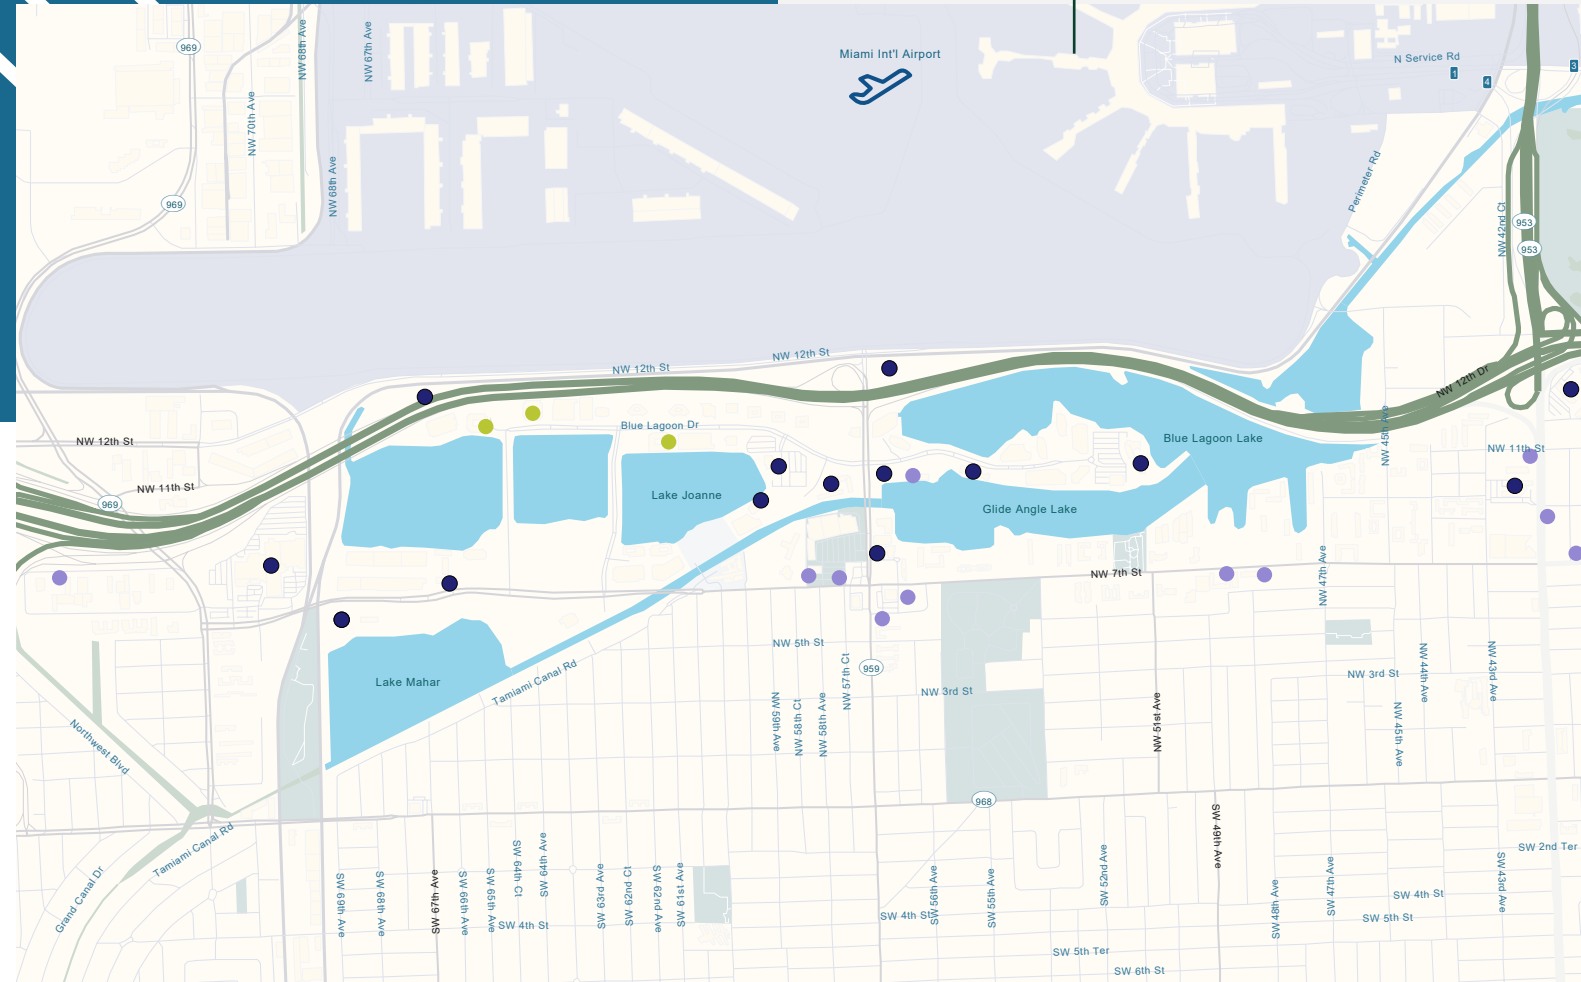 Miami Int'l Airport
N Service Rd
1
4
3
969
NW 68th Ave
NW 67th Ave
NW 70th Ave
NW 68th Ave
969
Perimeter Rd
NW 42nd Ct
953
953
NW 12th St
NW 12th St
NW 12th Dr
Blue Lagoon Dr
NW 12th St
Blue Lagoon Lake
NW 45th Ave
NW 11th St
NW 11th St
969
Lake Joanne
Glide Angle Lake
NW 7th St
NW 47th Ave
NW 5th St
Lake Mahar
Tamiami Canal Rd
959
NW 57th Ct
NW 59th Ave
NW 58th Ct
NW 58th Ave
NW 3rd St
NW 51st Ave
NW 3rd St
NW 44th Ave
NW 43rd Ave
NW 45th Ave
Northwest Blvd
968
Tamiami Canal Rd
Grand Canal Dr
SW 69th Ave
SW 68th Ave
SW 67th Ave
SW 66th Ave
SW 65th Ave
SW 64th Ct
SW 64th Ave
SW 63rd Ave
SW 62nd Ct
SW 62nd Ave
SW 61st Ave
SW 4th St
SW 4th St
SW 56th Ave
SW 55th Ave
SW 52nd Ave
SW 49th Ave
SW 48th Ave
SW 47th Ave
SW 43rd Ave
SW 2nd Ter
SW 4th St
SW 5th St
SW 5th Ter
SW 6th St